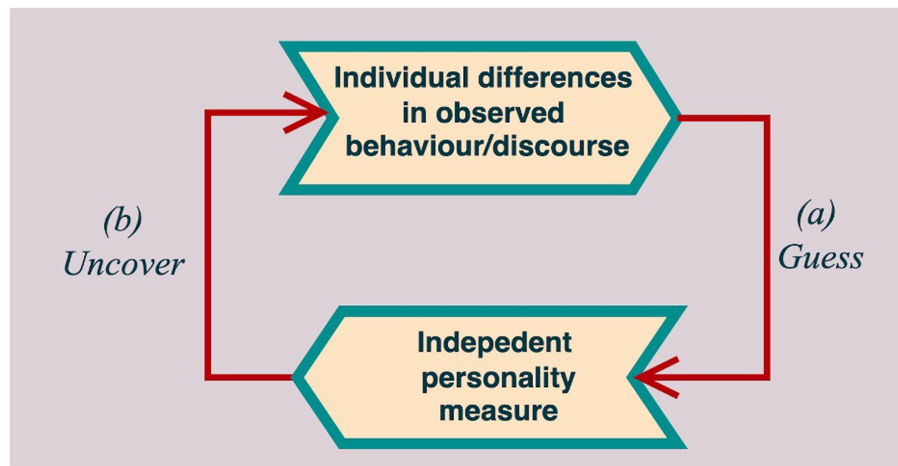 Individual differences
in observed
behaviour/discourse
(b)
Uncover
(a)
Guess
Indepedent
personality
measure